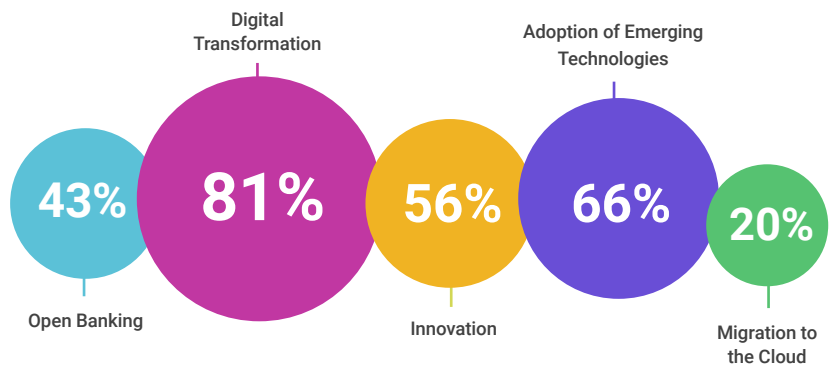 Digital
Transformation
Adoption of Emerging
Technologies
43%
81%
56%
66%
20%
Open Banking
Innovation
Migration to
the Cloud